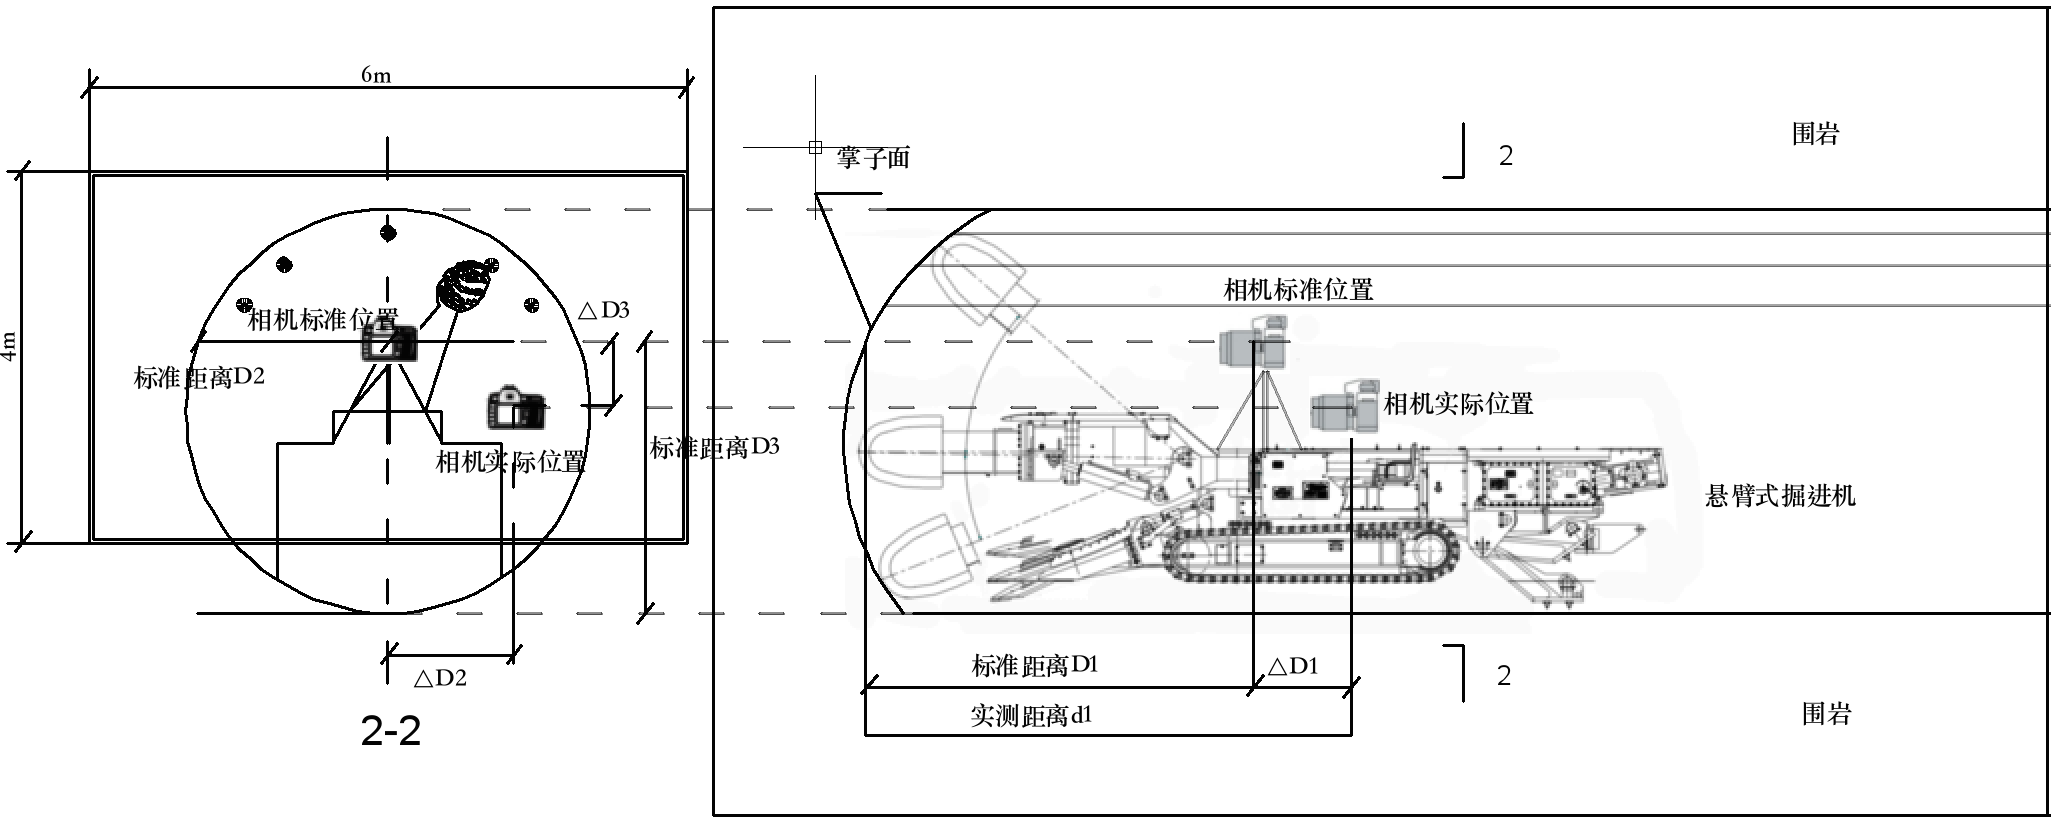 6m
围岩
2
掌子面
相机标准位置
△D3
相机标准位置
4m
标准距离D2
相机实际位置
标准距离D3
相机实际位置
悬臂式掘进机
标准距离D1
△D1
△D2
2
实测距离d1
围岩
2-2